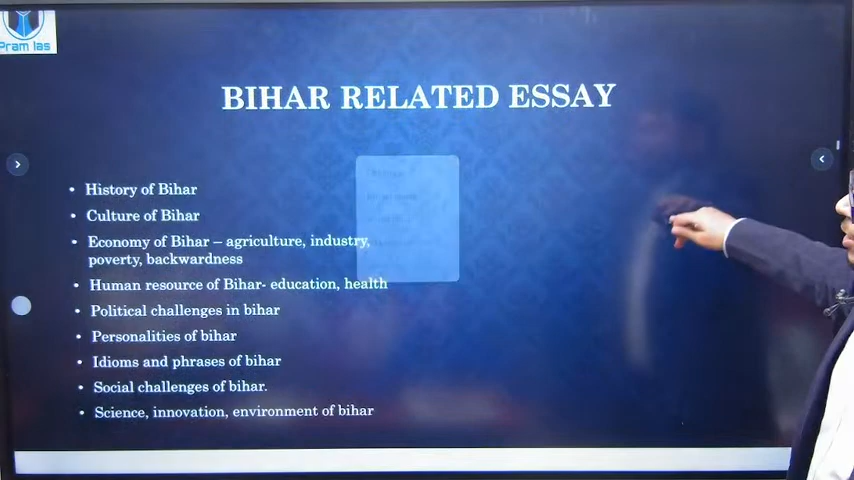 Pram Ias
BIHAR RELATED ESSAY
• History of Bihar
• Culture of Bihar
• Economy of Bihar – agriculture, industry,
poverty, backwardness
• Human resource of Bihar- education, health
• Political challenges in bihar
• Personalities of bihar
• Idioms and phrases of bihar
• Social challenges of bihar.
• Science, innovation, environment of bihar